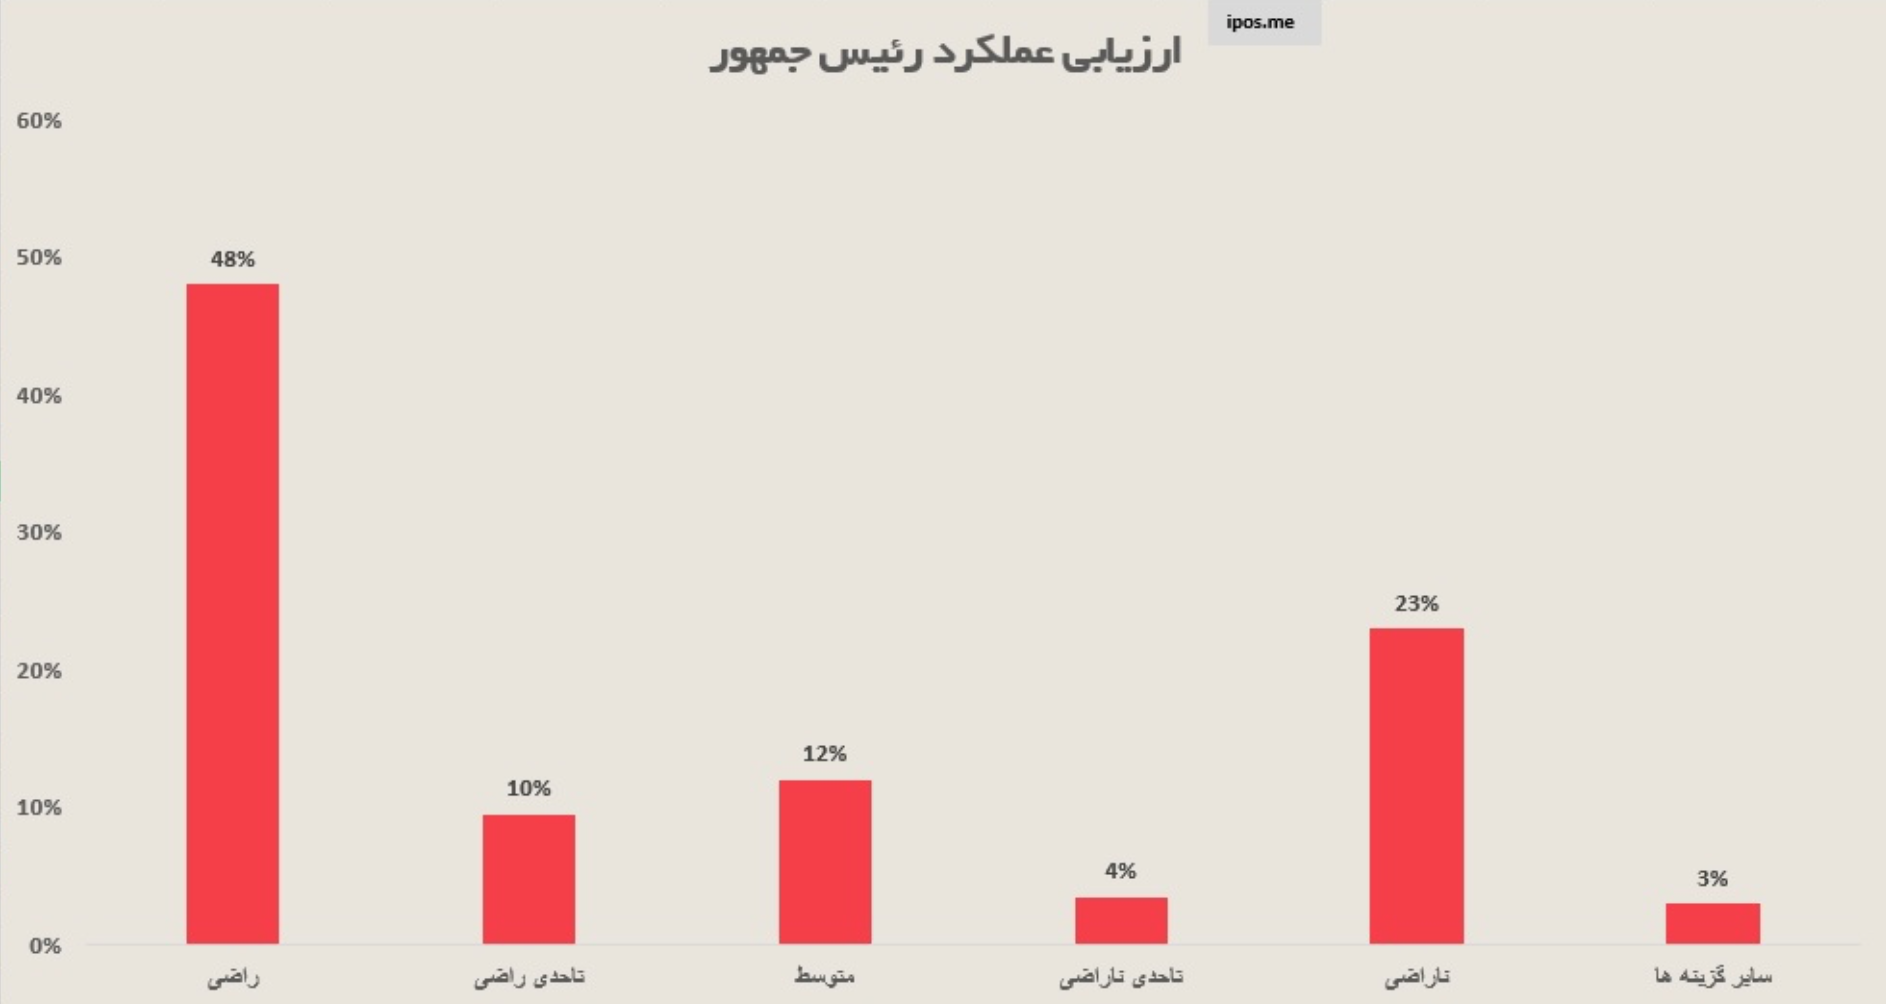 ipos.me
ارزیابی عملکرد رئیس جمهور
60%
50%
40%
30%
20%
10%
0%
48%
10%
12%
4%
23%
3%
راضی
تاحدی راضی
متوسط
تاحدی ناراضی
ناراضی
سایر گزینه ها